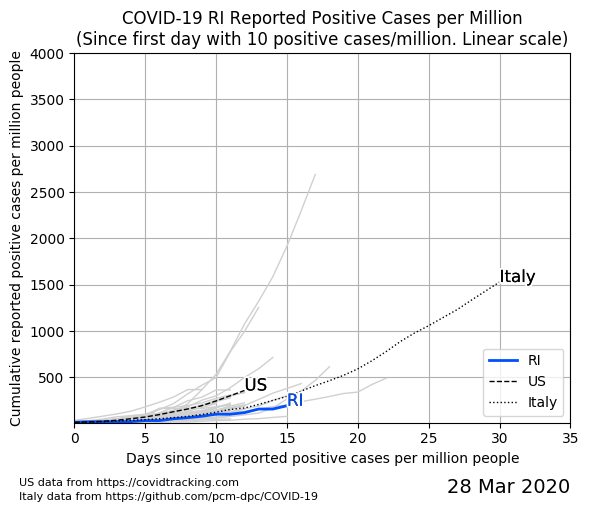 COVID-19 RI Reported Positive Cases per Million
(Since first day with 10 positive cases/million. Linear scale)
Cumulative reported positive cases per million people
4000
3500
3000
2500
2000
1500
1000
500
Italy
US
RI
RI
US
Italy
0 5 10 15 20 25 30 35
Days since 10 reported positive cases per million people
US data from https://covidtracking.com
Italy data from https://github.com/pcm-dpc/COVID-19
28 Mar 2020